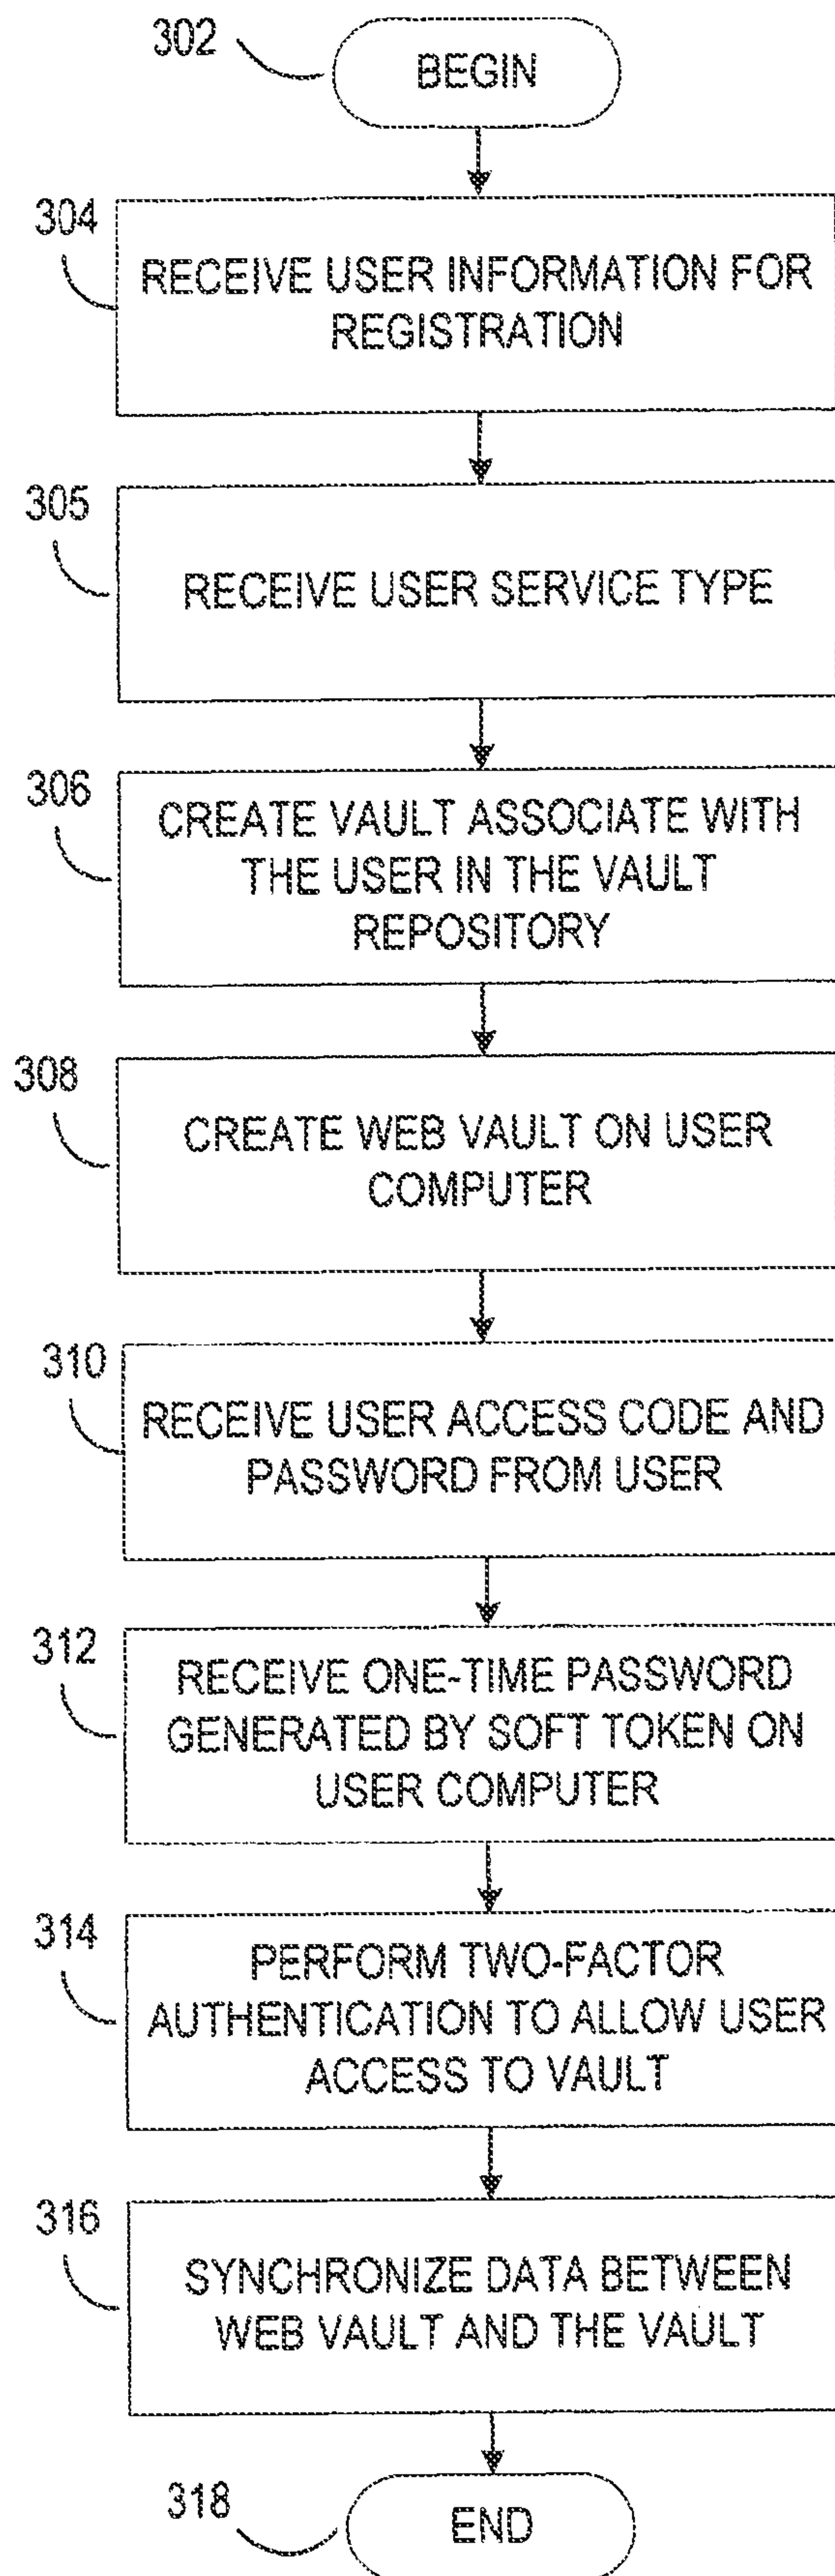 302
BEGIN
304
RECEIVE USER INFORMATION FOR
REGISTRATION
305
RECEIVE USER SERVICE TYPE
306
CREATE VAULT ASSOCIATE WITH
THE USER IN THE VAULT
REPOSITORY
308
CREATE WEB VAULT ON USER
COMPUTER
310
RECEIVE USER ACCESS CODE AND
PASSWORD FROM USER
312
RECEIVE ONE-TIME PASSWORD
GENERATED BY SOFT TOKEN ON
USER COMPUTER
314
PERFORM TWO-FACTOR
AUTHENTICATION TO ALLOW USER
ACCESS TO VAULT
316
SYNCHRONIZE DATA BETWEEN
WEB VAULT AND THE VAULT
318
END